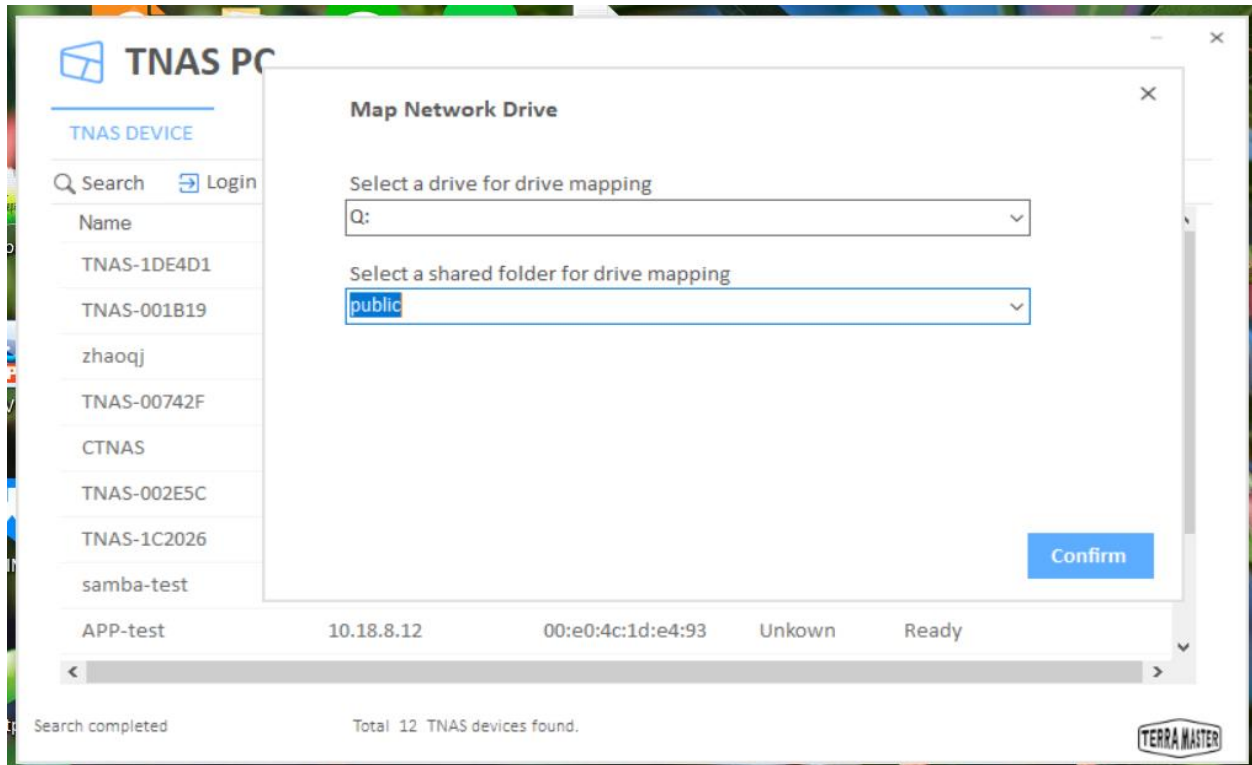 TNAS PC
Map Network Drive
TNAS DEVICE
Search Login
Select a drive for drive mapping
Q:
Name
TNAS-1DE4D1
Select a shared folder for drive mapping
public
TNAS-001B19
zhaoqj
TNAS-00742F
CTNAS
TNAS-002E5C
TNAS-1C2026
Confirm
samba-test
APP-test 10.18.8.12 00:e0:4c:1d:e4:93 Unkown Ready
Search completed Total 12 TNAS devices found.
TERRAMASTER